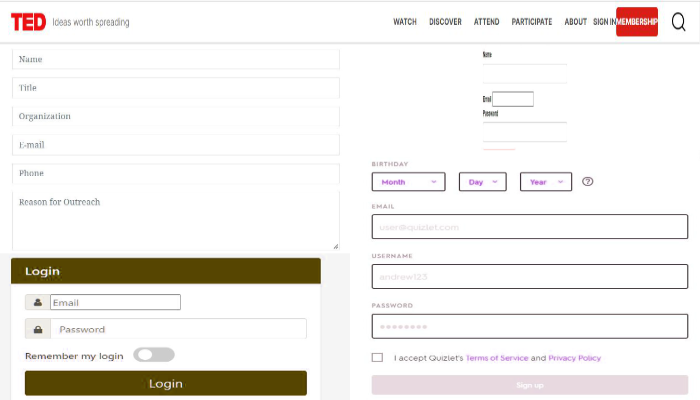 TED Ideas worth spreading
WATCH DISCOVER ATTEND PARTICIPATE ABOUT SIGN IN MEMBERSHIP
Name
Title
Organization
E-mail
Phone
Reason for Outreach
Login
Email
Password
Remember my login
Login
Name
Email
Password
BIRTHDAY
Month Day Year ?
EMAIL
user@quizlet.com
USERNAME
andrew123
PASSWORD
I accept Quizlet's Terms of Service and Privacy Policy
Sign up